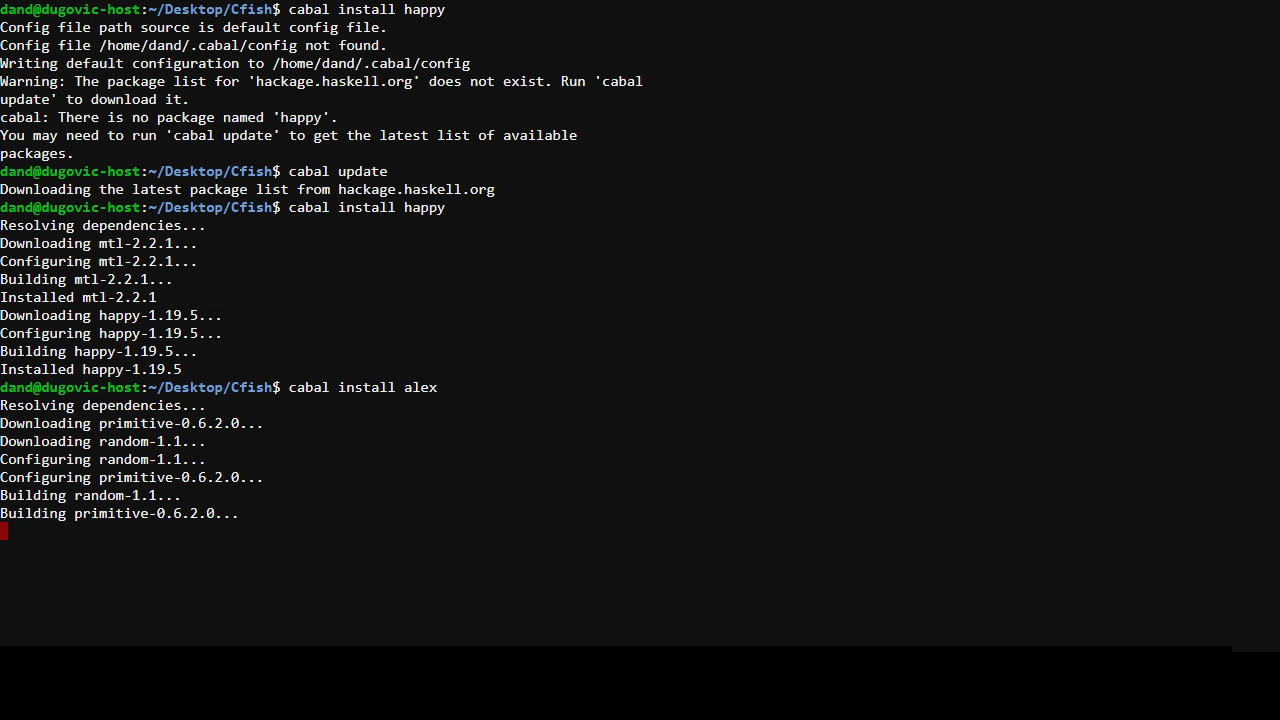 dand@dugovic-host:~/Desktop/Cfish$ cabal install happy
Config file path source is default config file.
Config file /home/dand/.cabal/config not found.
Writing default configuration to /home/dand/.cabal/config
Warning: The package list for 'hackage.haskell.org' does not exist. Run 'cabal
update' to download it.
cabal: There is no package named 'happy'.
You may need to run 'cabal update' to get the latest list of available
packages.
dand@dugovic-host:~/Desktop/Cfish$ cabal update
Downloading the latest package list from hackage.haskell.org
dand@dugovic-host:~/Desktop/Cfish$ cabal install happy
Resolving dependencies...
Downloading mtl-2.2.1...
Configuring mtl-2.2.1...
Building mtl-2.2.1...
Installed mtl-2.2.1
Downloading happy-1.19.5...
Configuring happy-1.19.5...
Building happy-1.19.5...
Installed happy-1.19.5
dand@dugovic-host:~/Desktop/Cfish$ cabal install alex
Resolving dependencies...
Downloading primitive-0.6.2.0...
Downloading random-1.1...
Configuring random-1.1...
Configuring primitive-0.6.2.0...
Building random-1.1...
Building primitive-0.6.2.0...